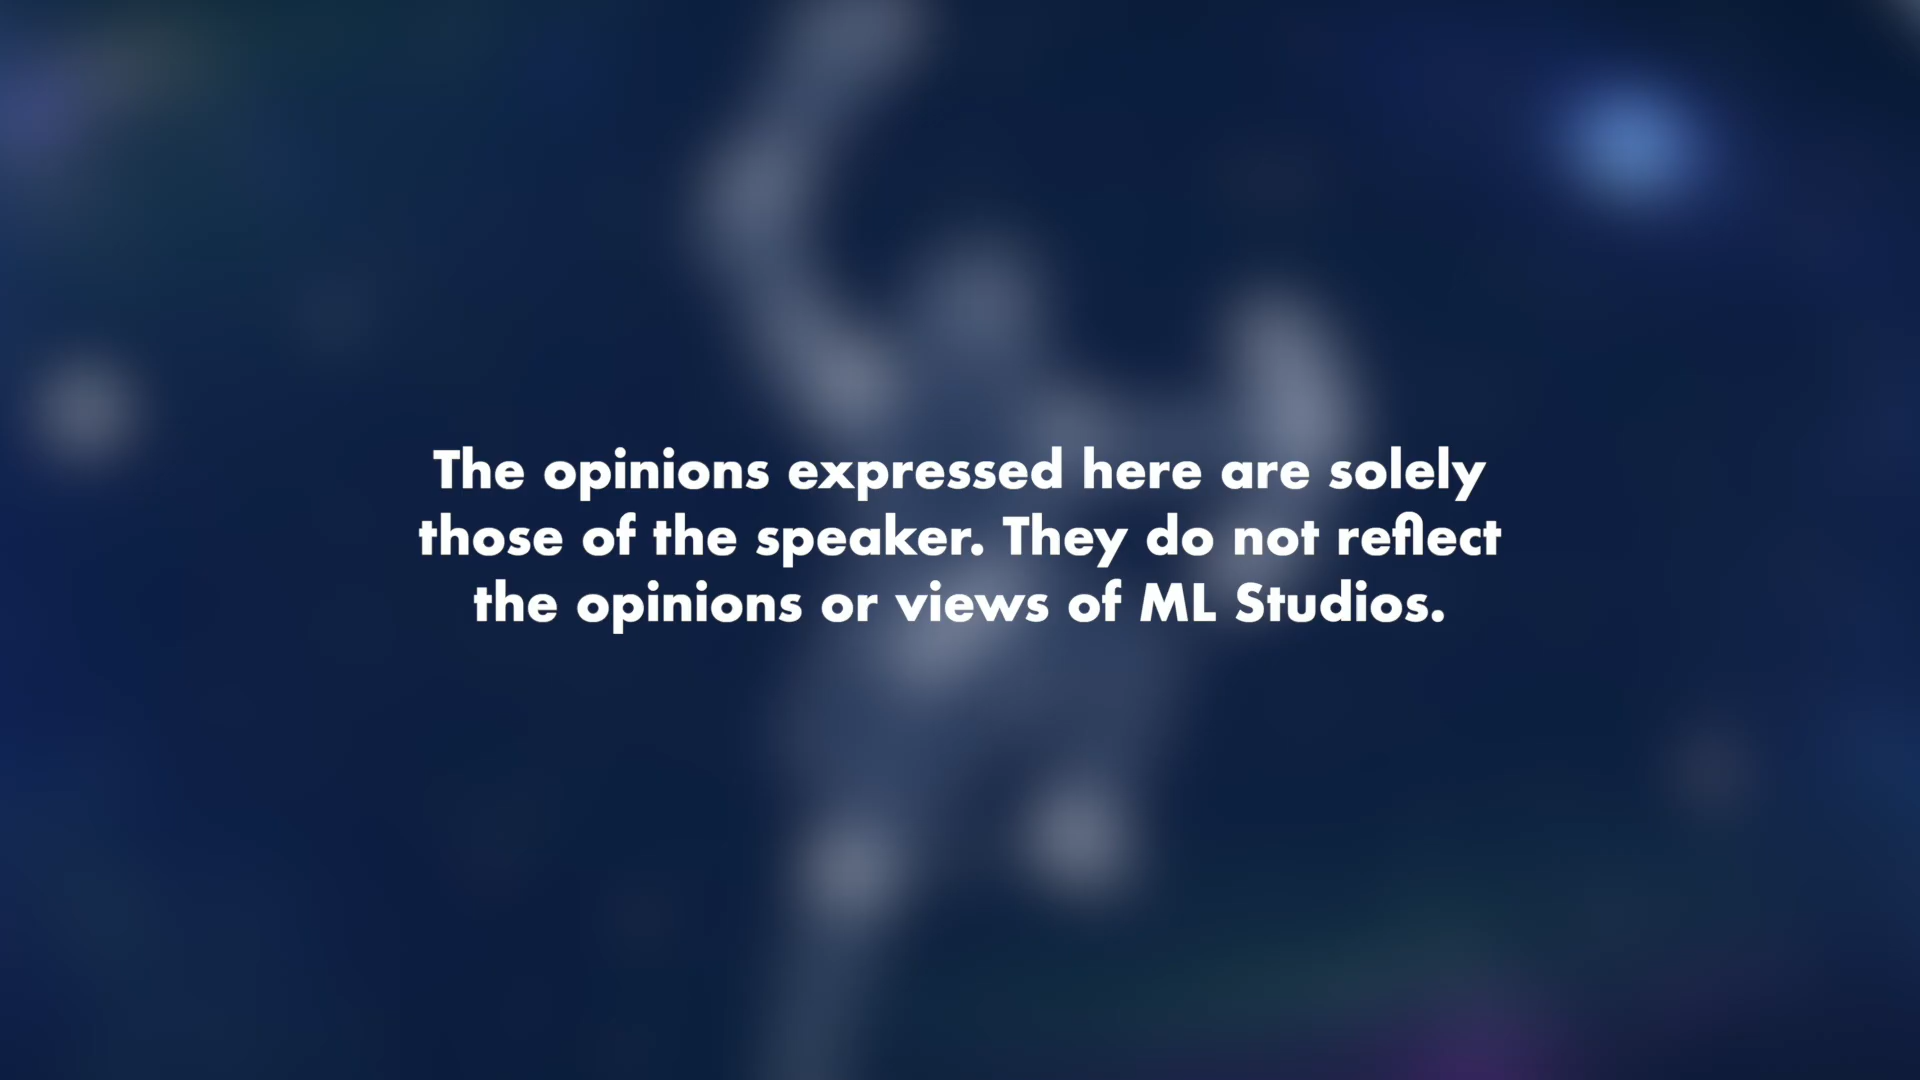 The opinions expressed here are solely
those of the speaker. They do not reflect
the opinions or views of ML Studios.